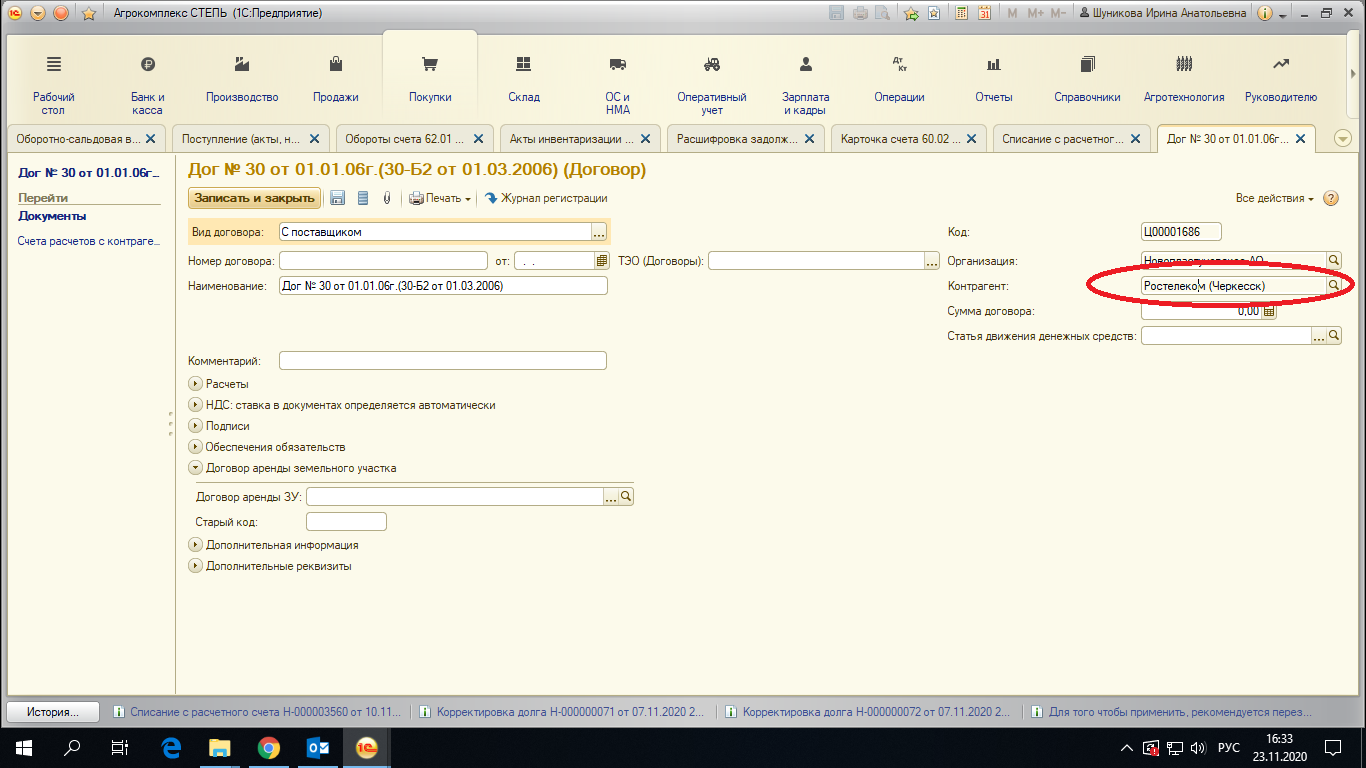 Агрокомплекс СТЕПЬ (1С:Предприятие)
M M+ M- Шуникова Ирина Анатольевна
Рабочий стол
Банк и касса
Производство
Продажи
Покупки
Склад
ОС и НМА
Оперативный учет
Зарплата и кадры
Дт Кт
Операции
Отчеты
Справочники
Агротехнология
Руководителю
Оборотно-сальдовая в...
Поступление (акты, н...
Обороты счета 62.01 ...
Акты инвентаризации ...
Расшифровка задолж...
Карточка счета 60.02 ...
Списание с расчетног...
Дог № 30 от 01.01.06г...
Дог № 30 от 01.01.06г...
Перейти
Документы
Счета расчетов с контраге...
Дог № 30 от 01.01.06г.(30-Б2 от 01.03.2006) (Договор)
Записать и закрыть
Печать
Журнал регистрации
Все действия
Вид договора: С поставщиком
Код: Ц00001686
Номер договора: от: . . ТЭО (Договоры):
Организация:
Наименование: Дог № 30 от 01.01.06г.(30-Б2 от 01.03.2006)
Контрагент: Ростелеком (Черкесск)
Сумма договора: 0,00
Статья движения денежных средств:
Комментарий:
Расчеты
НДС: ставка в документах определяется автоматически
Подписи
Обеспечения обязательств
Договор аренды земельного участка
Договор аренды ЗУ:
Старый код:
Дополнительная информация
Дополнительные реквизиты
История...
Списание с расчетного счета Н-000003560 от 10.11...
Корректировка долга Н-000000071 от 07.11.2020 2...
Корректировка долга Н-000000072 от 07.11.2020 2...
Для того чтобы применить, рекомендуется перез...
РУС
16:33
23.11.2020